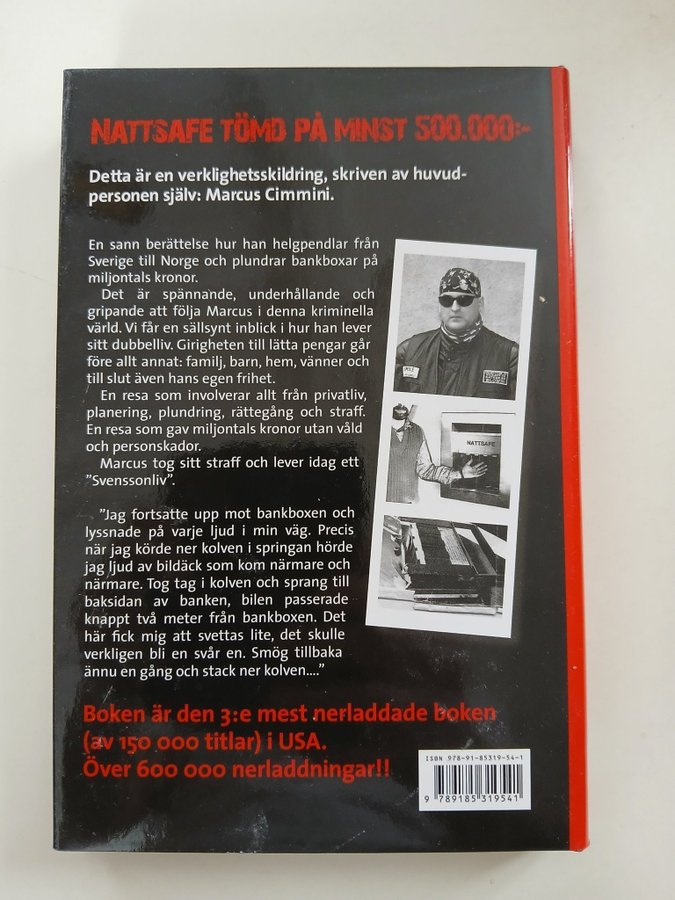 NATTSAFE TÖMD PÅ MINST 500.000:-
Detta är en verklighetsskildring, skriven av huvud-
personen själv: Marcus Cimmini.
En sann berättelse hur han helgpendlar från
Sverige till Norge och plundrar bankboxar på
miljontals kronor.
Det är spännande, underhållande och
gripande att följa Marcus i denna kriminella
värld. Vi får en sällsynt inblick i hur han lever
sitt dubbelliv. Girigheten till lätta pengar går
före allt annat: familj, barn, hem, vänner och
till slut även hans egen frihet.
En resa som involverar allt från privatliv,
planering, plundring, rättegång och straff.
En resa som gav miljontals kronor utan våld
och personskador.
Marcus tog sitt straff och lever idag ett
”Svenssonliv”.
”Jag fortsatte upp mot bankboxen och
lyssnade på varje ljud i min väg. Precis
när jag körde ner kolven i springan hörde
jag ljud av bildäck som kom närmare och
närmare. Tog tag i kolven och sprang till
baksidan av banken, bilen passerade
knappt två meter från bankboxen. Det
här fick mig att svettas lite, det skulle
verkligen bli en svår en. Smög tillbaka
ännu en gång och stack ner kolven....”
NATTSAFE
Boken är den 3:e mest nerladdade boken
(av 150 000 titlar) i USA.
Över 600 000 nerladdningar!!
ISBN 978-91-85319-54-1
9 789185 319541